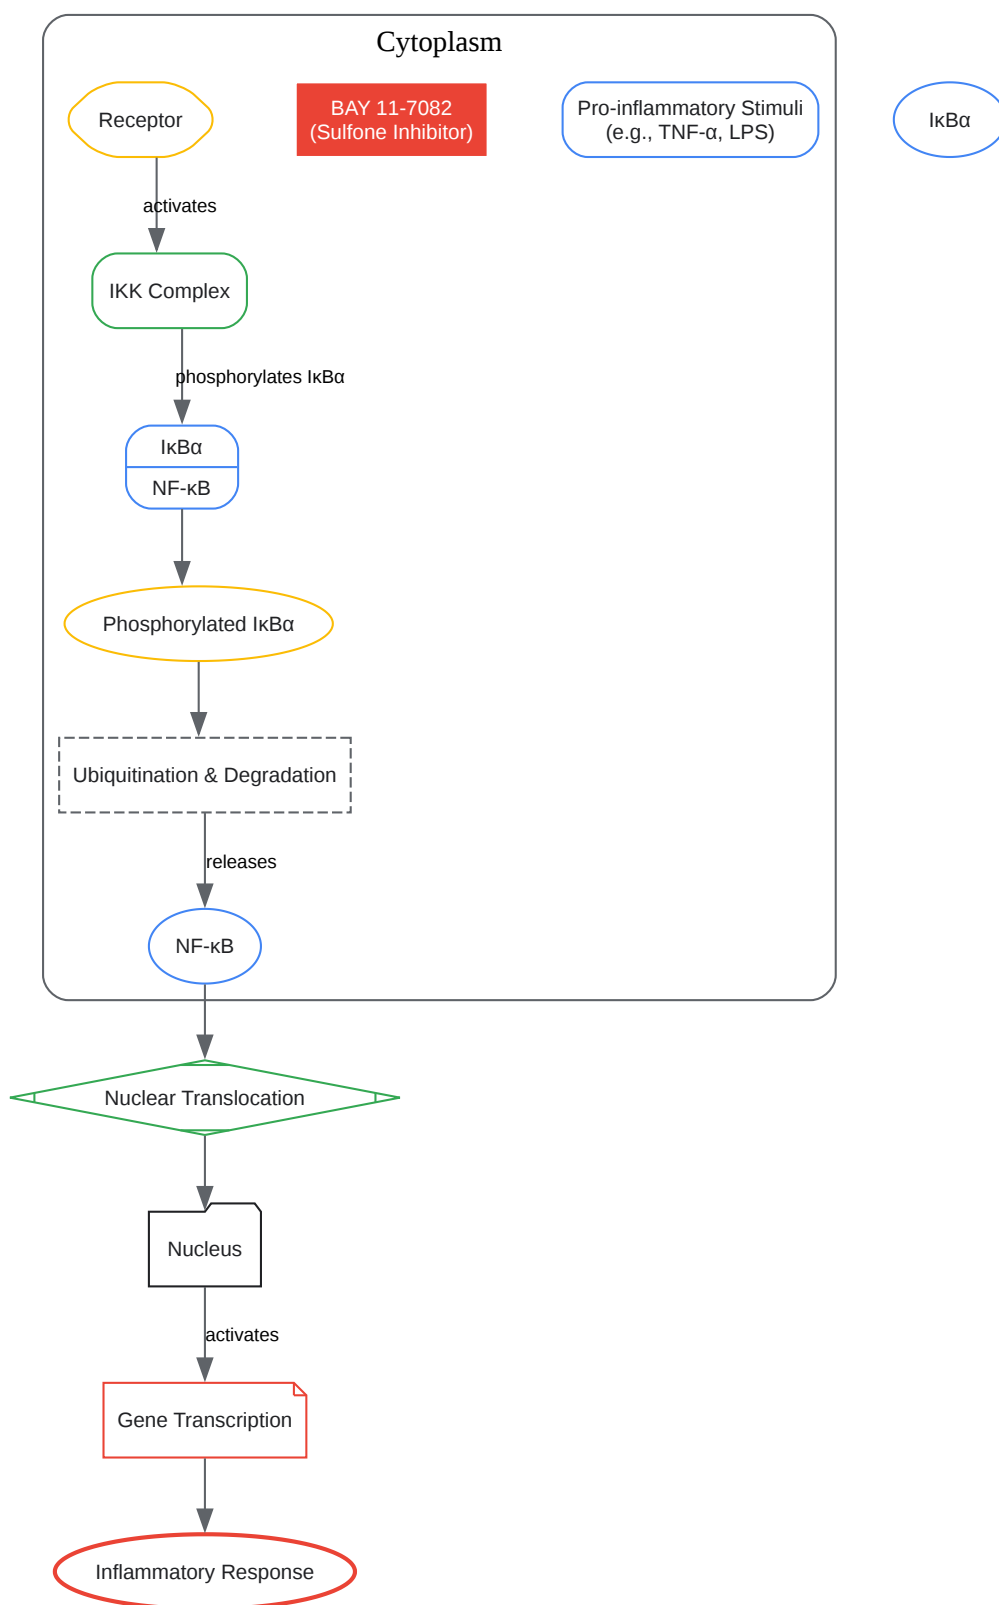 Cytoplasm
Receptor
BAY 11-7082
(Sulfone Inhibitor)
Pro-inflammatory Stimuli
(e.g., TNF-α, LPS)
IκBα
activates
IKK Complex
phosphorylates IκBα
IκBα
NF-κB
Phosphorylated IκBα
Ubiquitination & Degradation
releases
NF-κB
Nuclear Translocation
Nucleus
activates
Gene Transcription
Inflammatory Response